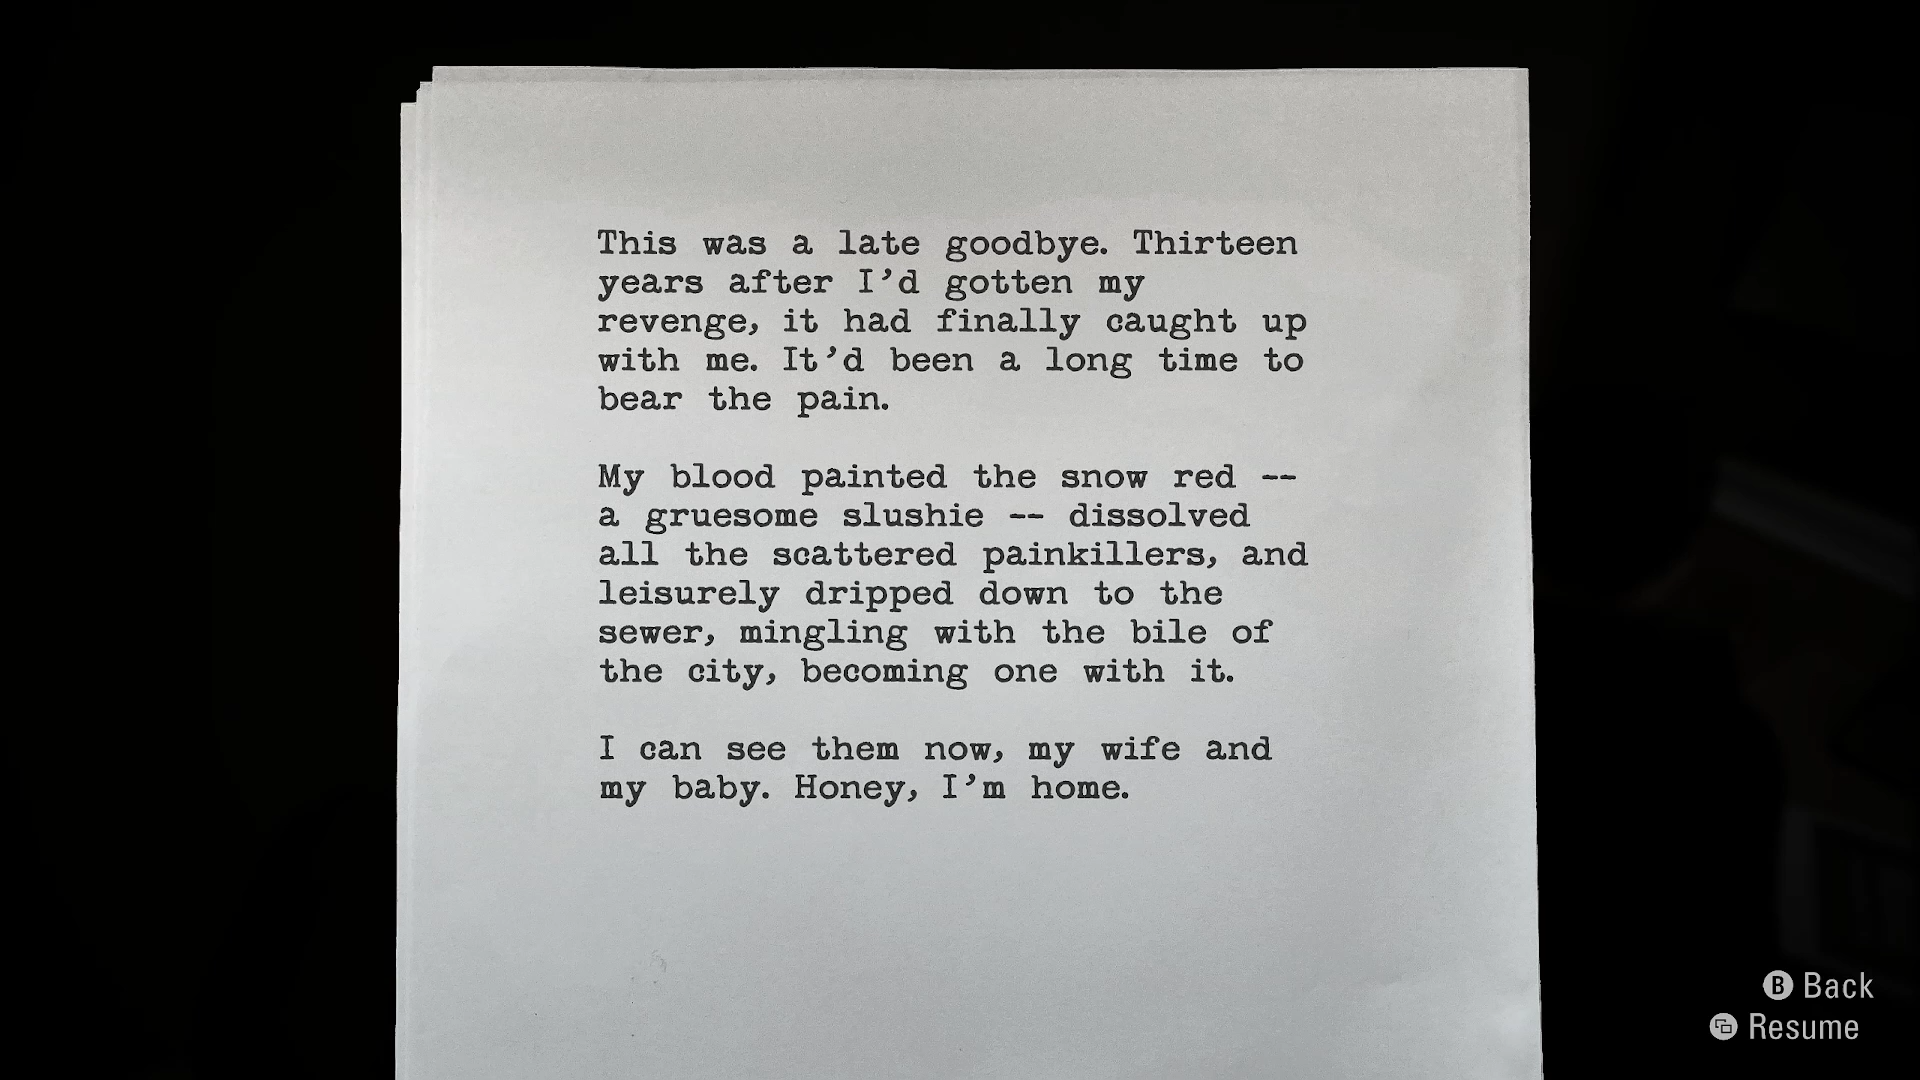 This was a late goodbye. Thirteen
years after I’d gotten my
revenge, it had finally caught up
with me. It’d been a long time to
bear the pain.
My blood painted the snow red --
a gruesome slushie -- dissolved
all the scattered painkillers, and
leisurely dripped down to the
sewer, mingling with the bile of
the city, becoming one with it.
I can see them now, my wife and
my baby. Honey, I’m home.
B Back
Resume